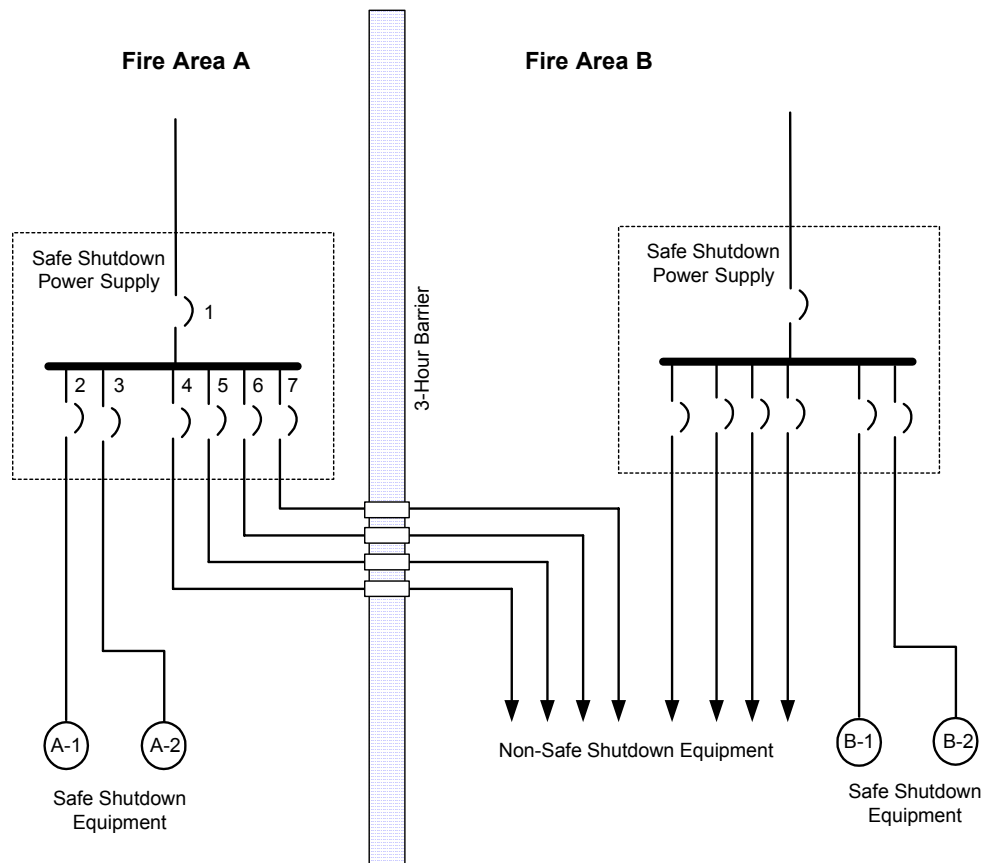 Fire Area A
Fire Area B
Safe Shutdown
Power Supply
1
2
3
4
5
6
7
3-Hour Barrier
Safe Shutdown
Power Supply
A-1
A-2
Safe Shutdown
Equipment
Non-Safe Shutdown Equipment
B-1
B-2
Safe Shutdown
Equipment